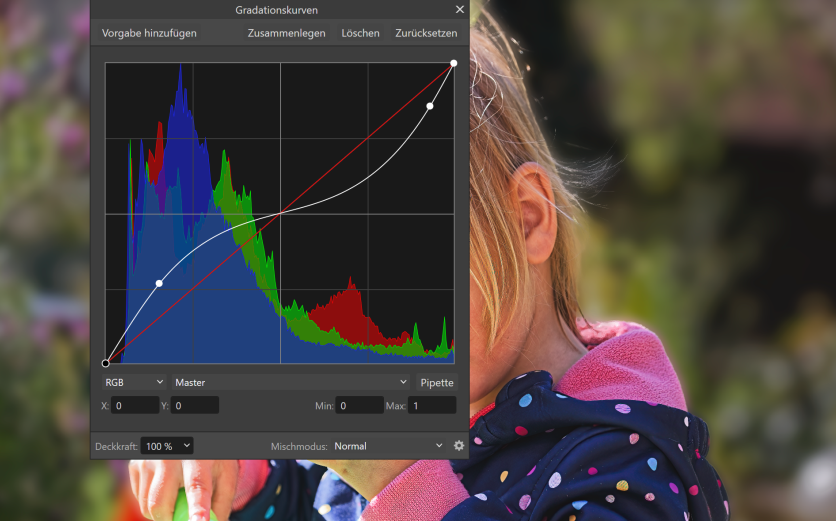 Gradationskurven
Vorgabe hinzufügen Zusammenlegen Löschen Zurücksetzen
RGB Master Pipette
X: 0 Y: 0 Min: 0 Max: 1
Deckkraft: 100 % Mischmodus: Normal